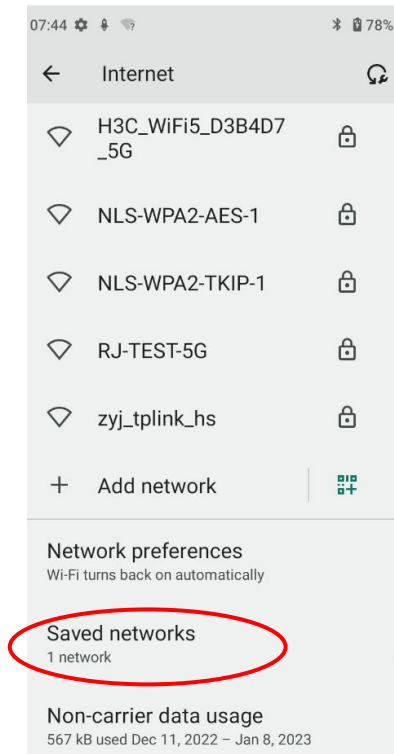 07:44 78%
Internet
H3C_WiFi5_D3B4D7
_5G
NLS-WPA2-AES-1
NLS-WPA2-TKIP-1
RJ-TEST-5G
zyj_tplink_hs
Add network
Network preferences
Wi-Fi turns back on automatically
Saved networks
1 network
Non-carrier data usage
567 kB used Dec 11, 2022 – Jan 8, 2023